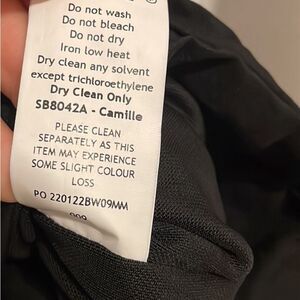 Do not wash
Do not bleach
Do not dry
Iron low heat
Dry clean any solvent
except trichloroethylene
Dry Clean Only
SB8042A - Camille
PLEASE CLEAN
SEPARATELY AS THIS
ITEM MAY EXPERIENCE
SOME SLIGHT COLOUR
LOSS
PO 220122BW09MM